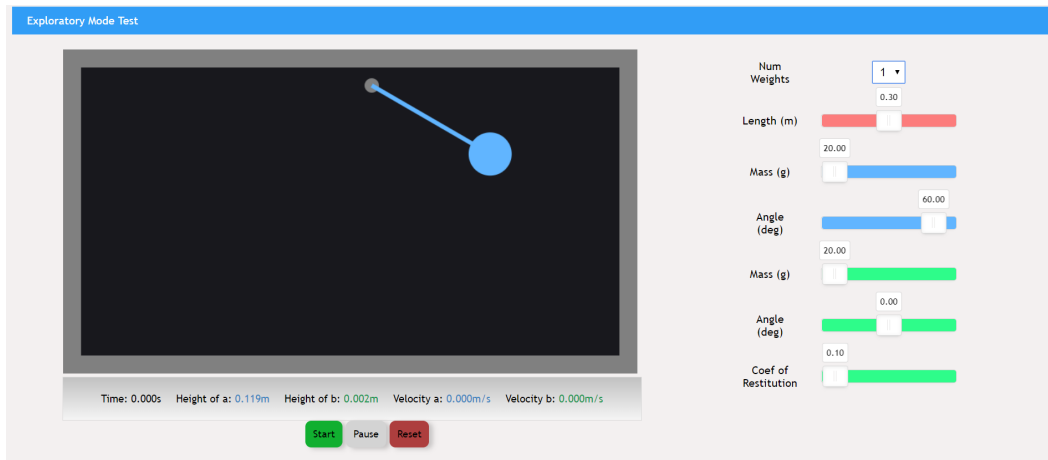 Exploratory Mode Test
Num
Weights
1
0.30
Length (m)
20.00
Mass (g)
60.00
Angle
(deg)
20.00
Mass (g)
0.00
Angle
(deg)
0.10
Coef of
Restitution
Time: 0.000s Height of a: 0.119m Height of b: 0.002m Velocity a: 0.000m/s Velocity b: 0.000m/s
Start Pause Reset